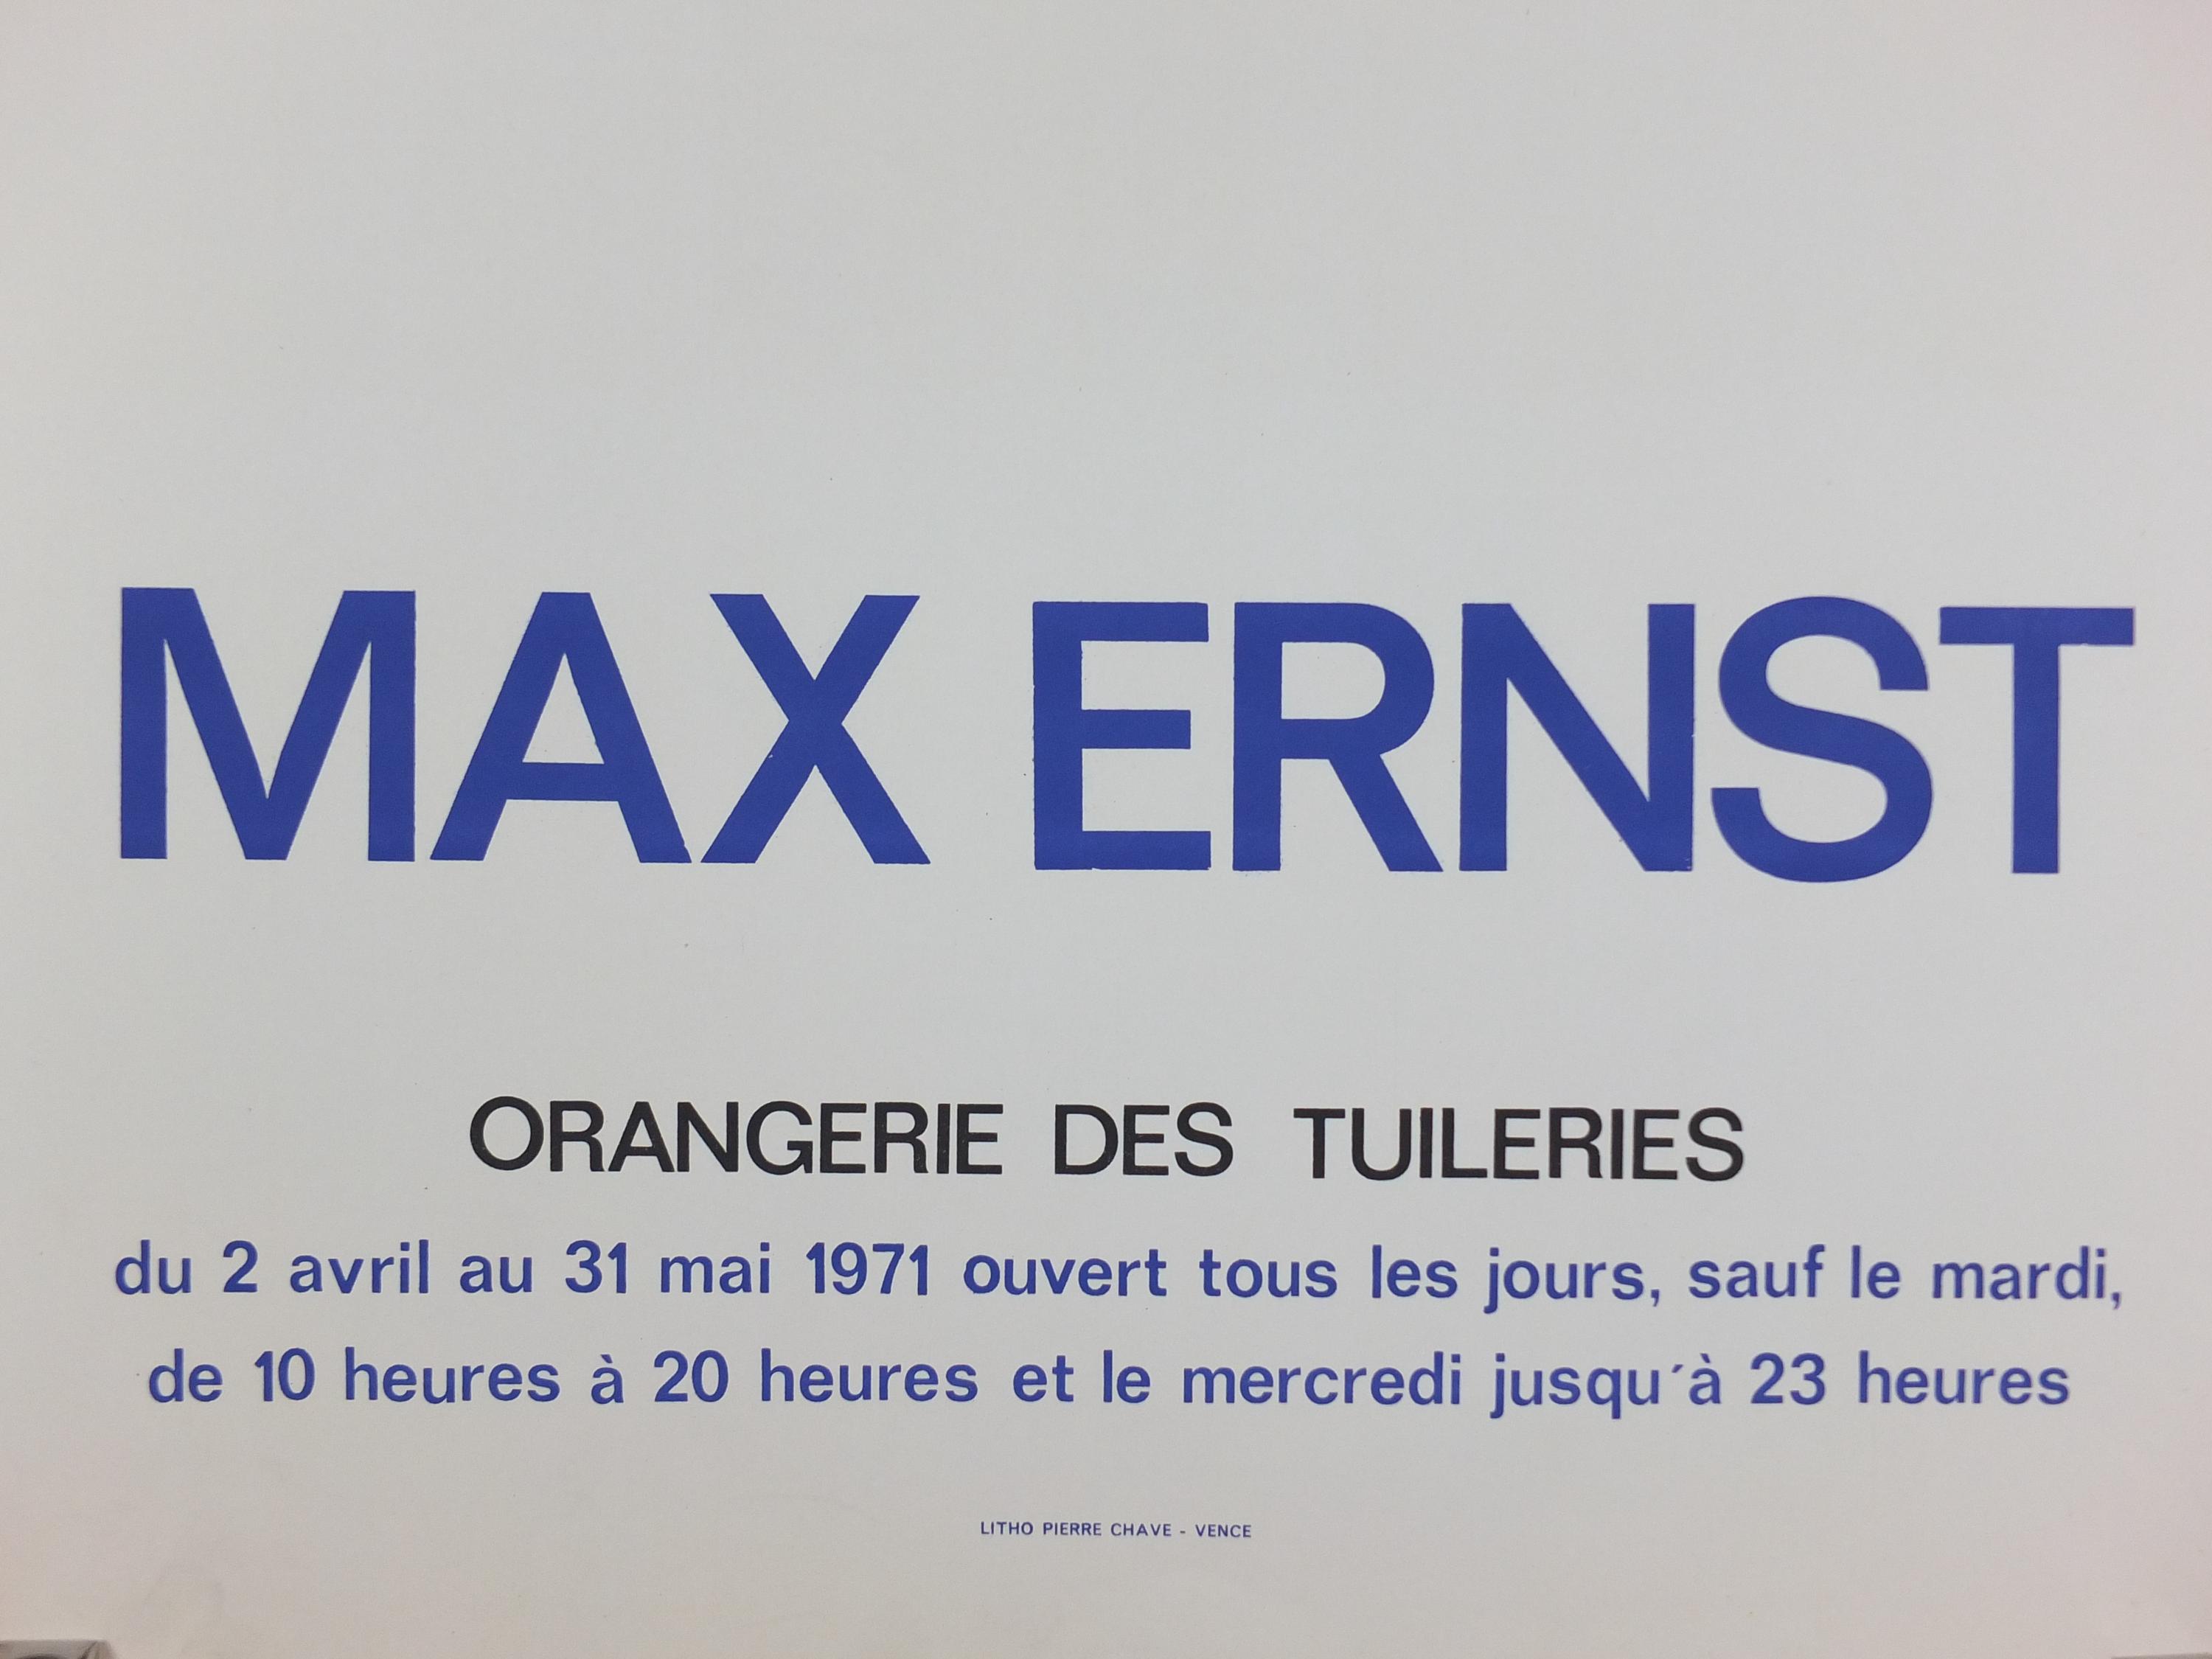 MAX ERNST
ORANGERIE DES TUILERIES
du 2 avril au 31 mai 1971 ouvert tous les jours, sauf le mardi,
de 10 heures à 20 heures et le mercredi jusqu´à 23 heures
LITHO PIERRE CHAVE - VENCE